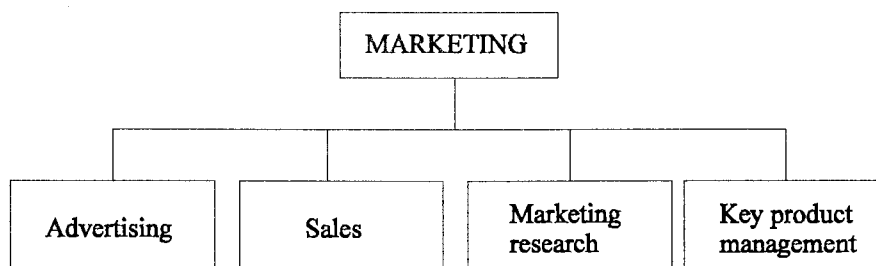 MARKETING
Advertising
Sales
Marketing
research
Key product
management